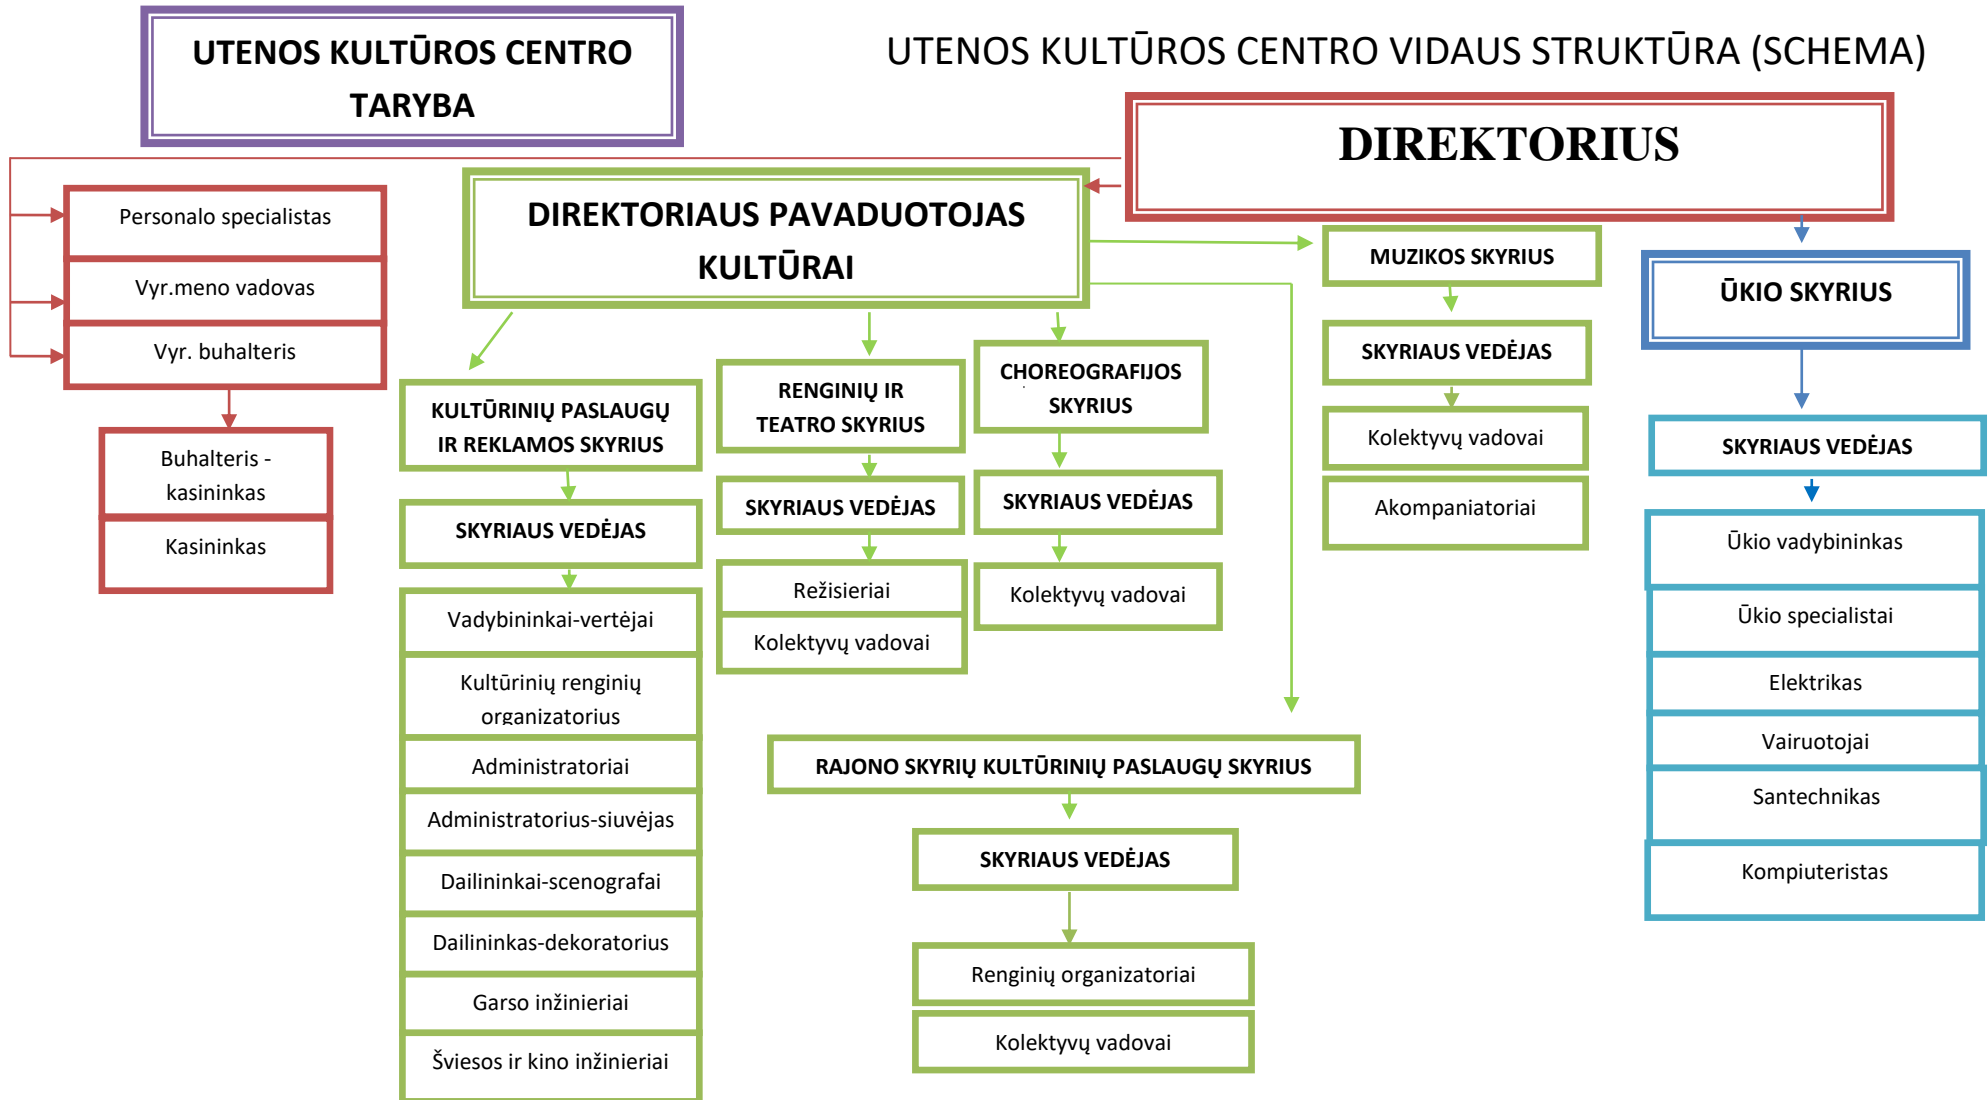 UTENOS KULTŪROS CENTRO
TARYBA
UTENOS KULTŪROS CENTRO VIDAUS STRUKTŪRA (SCHEMA)
DIREKTORIUS
Personalo specialistas
Vyr.meno vadovas
Vyr. buhalteris
Buhalteris -
kasininkas
Kasininkas
DIREKTORIAUS PAVADUOTOJAS
KULTŪRAI
KULTŪRINIŲ PASLAUGŲ
IR REKLAMOS SKYRIUS
SKYRIAUS VEDĖJAS
Vadybininkai-vertėjai
Kultūrinių renginių
organizatorius
Administratoriai
Administratorius-siuvėjas
Dailininkai-scenografai
Dailininkas-dekoratorius
Garso inžinieriai
Šviesos ir kino inžinieriai
RENGINIŲ IR
TEATRO SKYRIUS
SKYRIAUS VEDĖJAS
Režisieriai
Kolektyvų vadovai
CHOREOGRAFIJOS
SKYRIUS
SKYRIAUS VEDĖJAS
Kolektyvų vadovai
MUZIKOS SKYRIUS
SKYRIAUS VEDĖJAS
Kolektyvų vadovai
Akompaniatoriai
RAJONO SKYRIŲ KULTŪRINIŲ PASLAUGŲ SKYRIUS
SKYRIAUS VEDĖJAS
Renginių organizatoriai
Kolektyvų vadovai
ŪKIO SKYRIUS
SKYRIAUS VEDĖJAS
Ūkio vadybininkas
Ūkio specialistai
Elektrikas
Vairuotojai
Santechnikas
Kompiuteristas